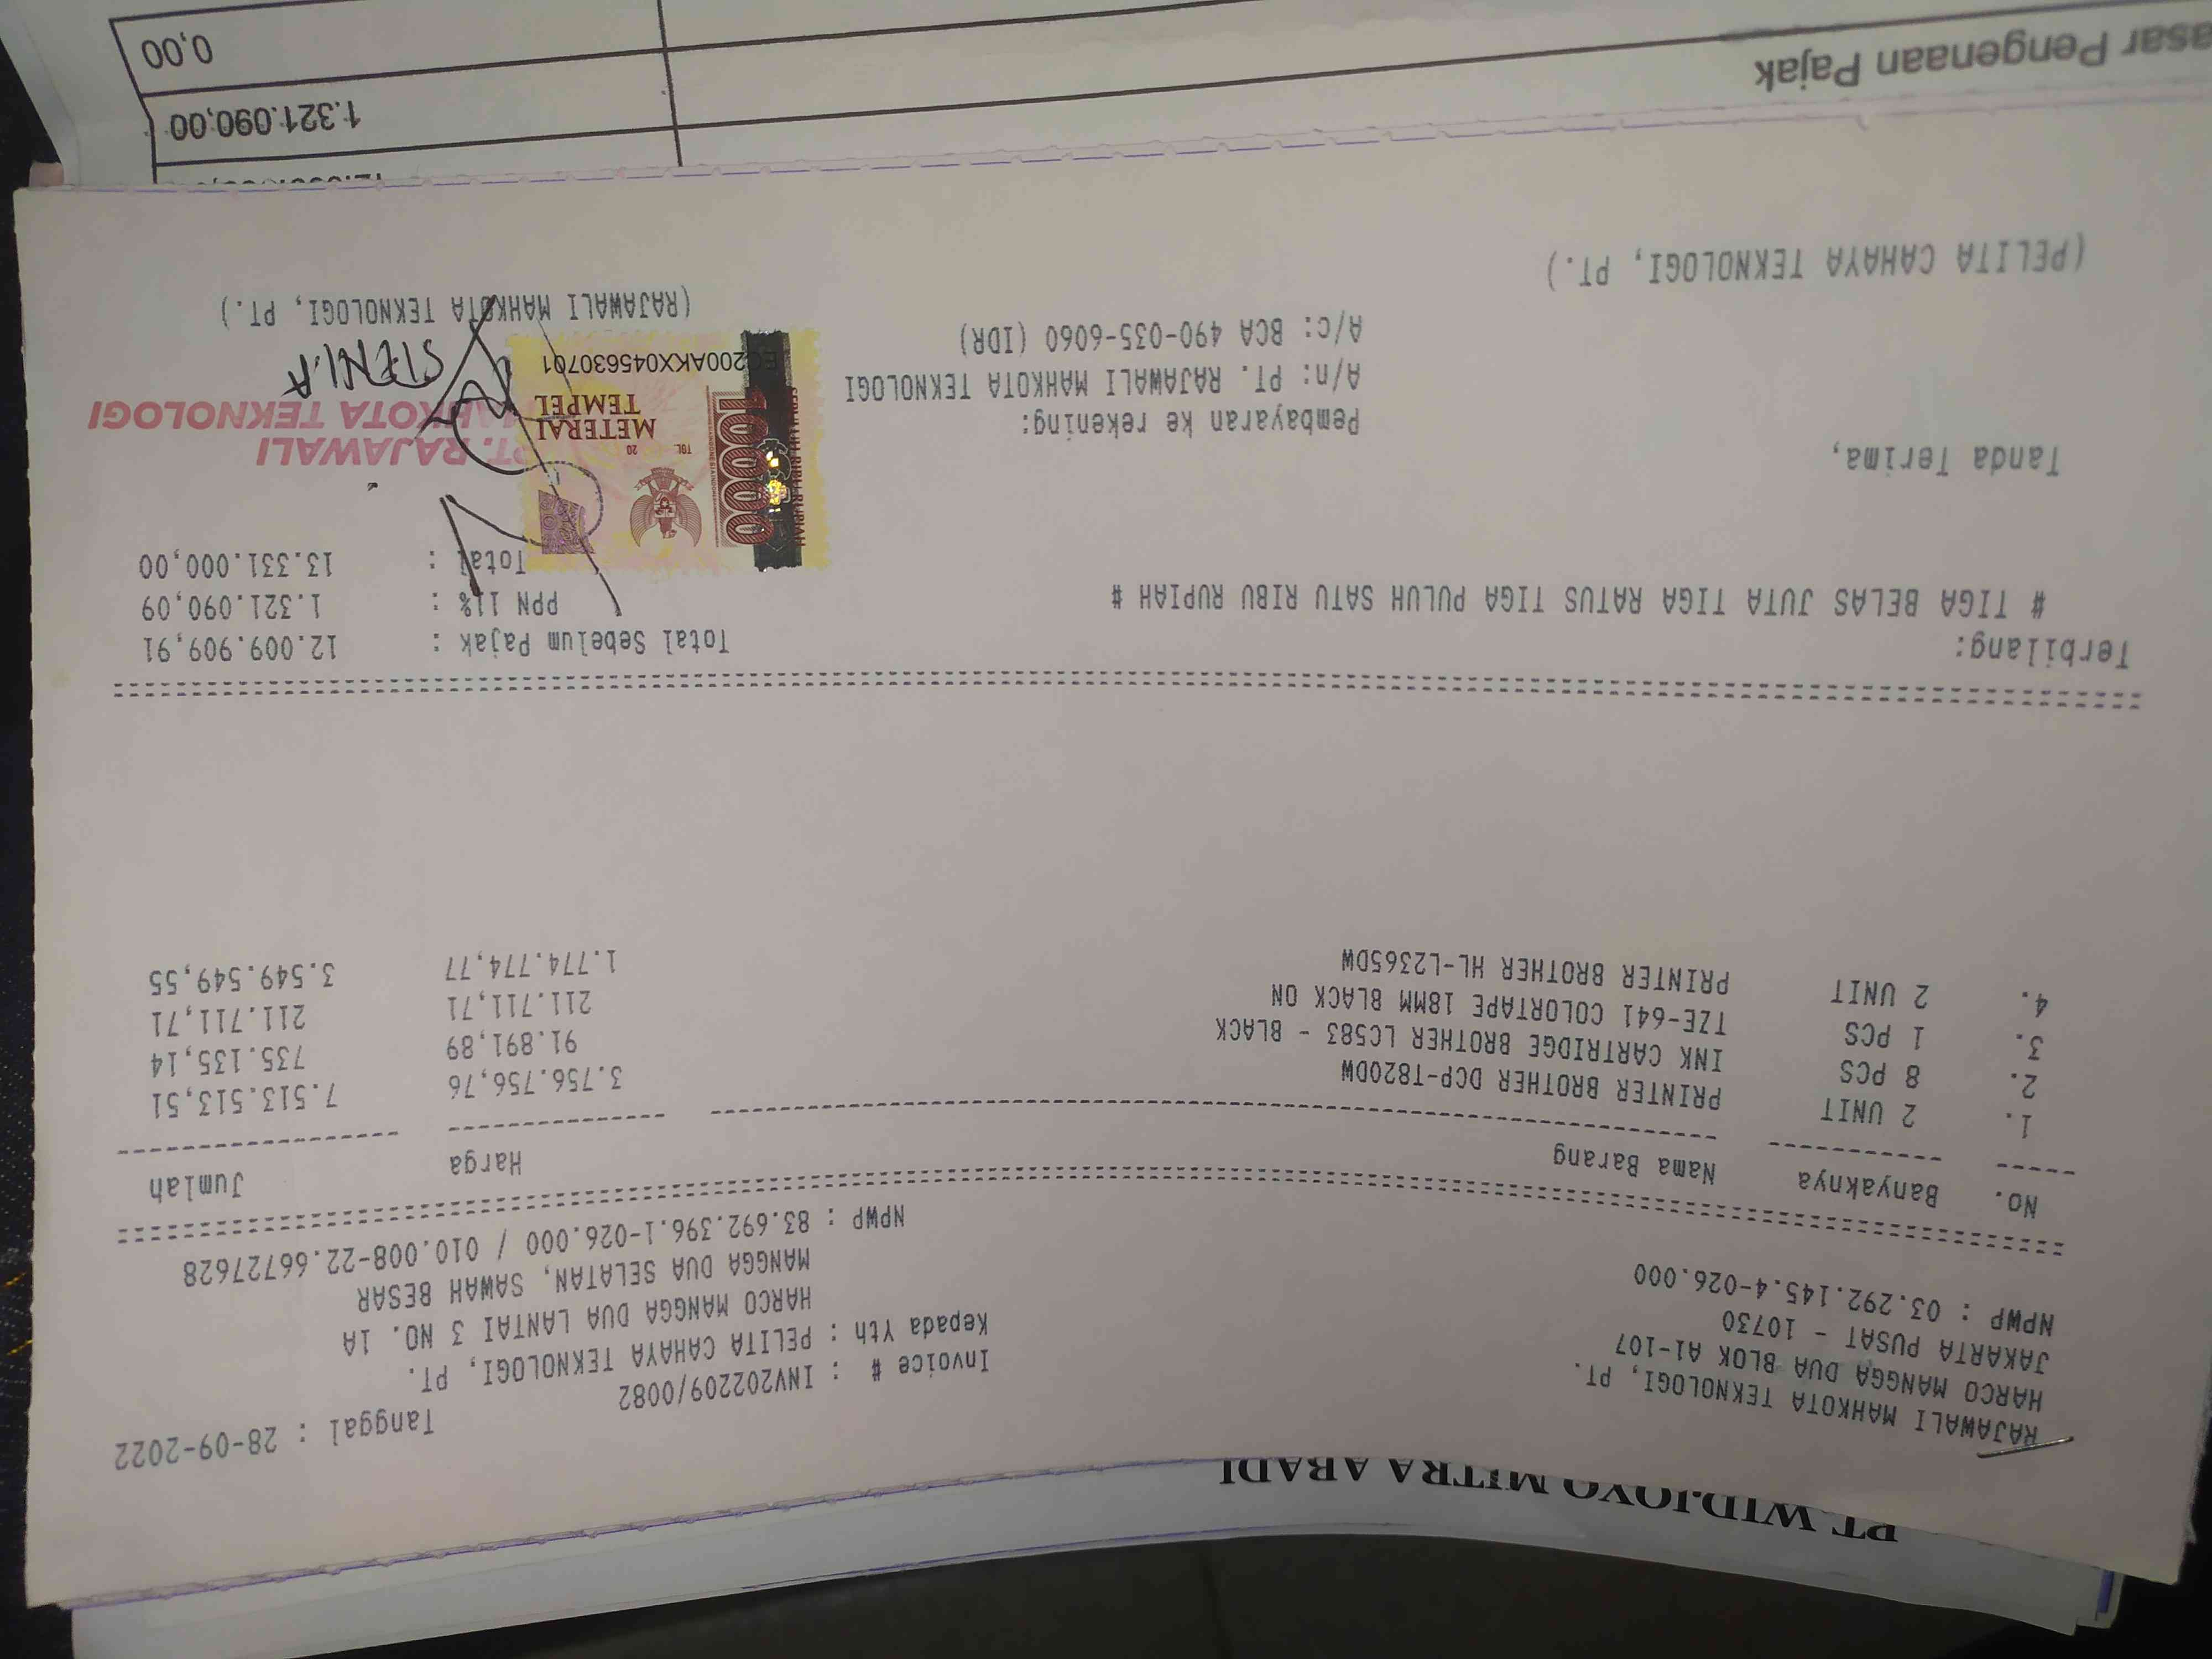 PT. WIDJOYO MITRA ABADI
RAJAWALI MAHKOTA TEKNOLOGI, PT.
HARCO MANGGA DUA BLOK A1-107
JAKARTA PUSAT - 10730
NPWP : 03.292.145.4-026.000
Tanggal : 28-09-2022
Invoice # : INV202209/0082
Kepada Yth : PELITA CAHAYA TEKNOLOGI, PT.
HARCO MANGGA DUA LANTAI 3 NO. 1A
MANGGA DUA SELATAN, SAWAH BESAR
NPWP : 83.692.396.1-026.000 / 010.008-22.66727628
No. Banyaknya Nama Barang Harga Jumlah
1. 2 UNIT PRINTER BROTHER DCP-T820DW 3.756.756,76 7.513.513,51
2. 8 PCS INK CARTRIDGE BROTHER LC583 - BLACK 91.891,89 735.135,14
3. 1 PCS TZE-641 COLORTAPE 18MM BLACK ON 211.711,71 211.711,71
4. 2 UNIT PRINTER BROTHER HL-L2365DW 1.774.774,77 3.549.549,55
Terbilang:
# TIGA BELAS JUTA TIGA RATUS TIGA PULUH SATU RIBU RUPIAH #
Total Sebelum Pajak : 12.009.909,91
PPN 11% : 1.321.090,09
Total : 13.331.000,00
Tanda Terima,
Pembayaran ke rekening:
A/n: PT. RAJAWALI MAHKOTA TEKNOLOGI
A/c: BCA 490-035-6060 (IDR)
10000
TGL. 20
METERAI
TEMPEL
EC200AKX045630701
PT. RAJAWALI
MAHKOTA TEKNOLOGI
(PELITA CAHAYA TEKNOLOGI, PT.)
(RAJAWALI MAHKOTA TEKNOLOGI, PT.)
asar Pengenaan Pajak
1.321.090,00
0,00